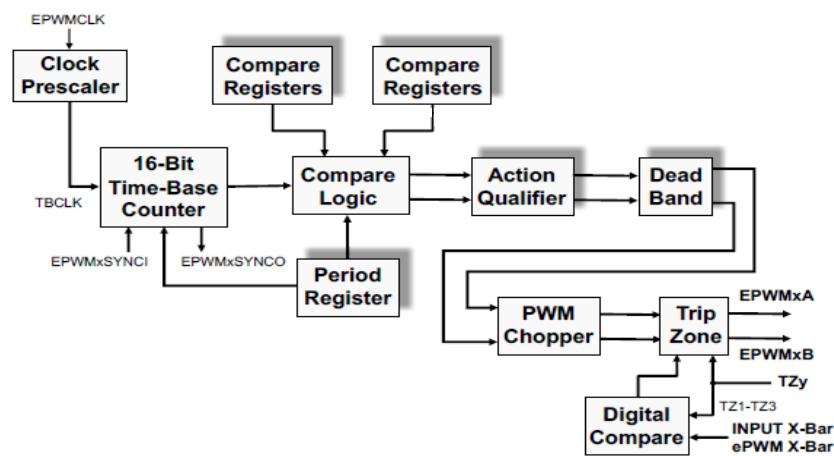 EPWMCLK
Clock
Prescaler
Compare
Registers
Compare
Registers
16-Bit
Time-Base
Counter
Compare
Logic
Action
Qualifier
Dead
Band
TBCLK
EPWMxSYNCI
EPWMxSYNCO
Period
Register
PWM
Chopper
Trip
Zone
EPWMxA
EPWMxB
TZy
TZ1-TZ3
Digital
Compare
INPUT X-Bar
ePWM X-Bar